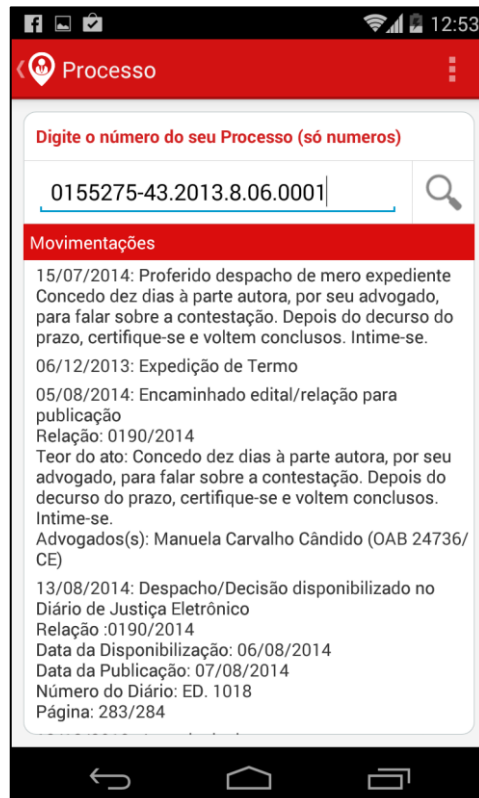 12:53
Processo
Digite o número do seu Processo (só numeros)
0155275-43.2013.8.06.0001
Movimentações
15/07/2014: Proferido despacho de mero expediente
Concedo dez dias à parte autora, por seu advogado,
para falar sobre a contestação. Depois do decurso do
prazo, certifique-se e voltem conclusos. Intime-se.
06/12/2013: Expedição de Termo
05/08/2014: Encaminhado edital/relação para
publicação
Relação: 0190/2014
Teor do ato: Concedo dez dias à parte autora, por seu
advogado, para falar sobre a contestação. Depois do
decurso do prazo, certifique-se e voltem conclusos.
Intime-se.
Advogados(s): Manuela Carvalho Cândido (OAB 24736/
CE)
13/08/2014: Despacho/Decisão disponibilizado no
Diário de Justiça Eletrônico
Relação :0190/2014
Data da Disponibilização: 06/08/2014
Data da Publicação: 07/08/2014
Número do Diário: ED. 1018
Página: 283/284